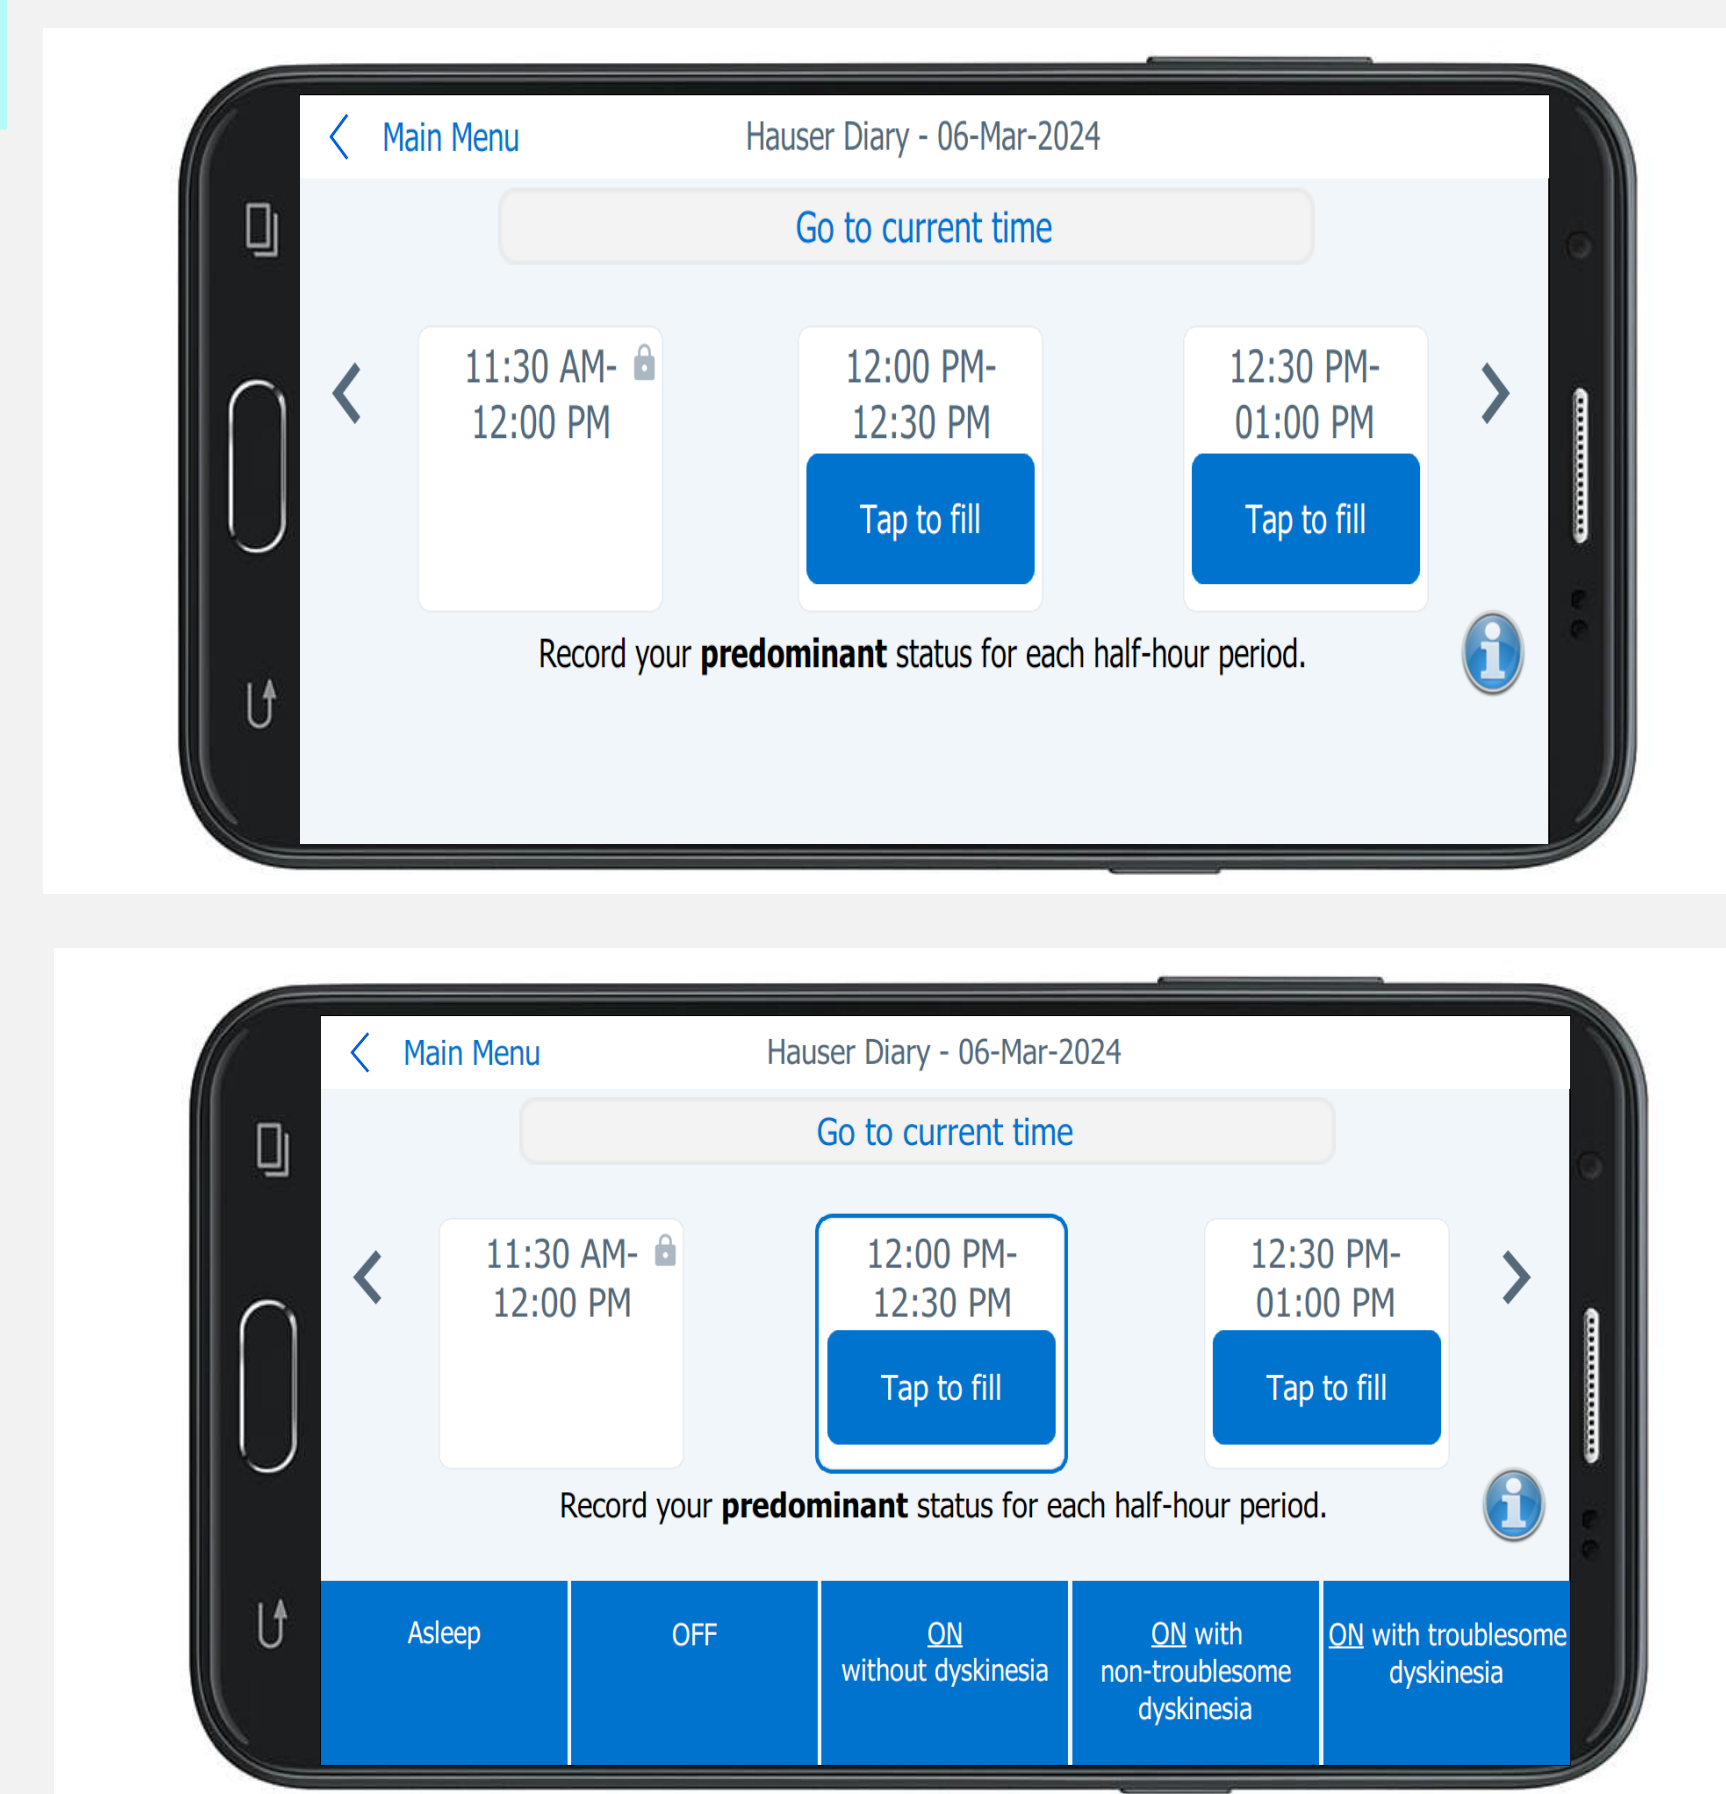 Main Menu
Hauser Diary - 06-Mar-2024
Go to current time
11:30 AM-
12:00 PM
12:00 PM-
12:30 PM
Tap to fill
12:30 PM-
01:00 PM
Tap to fill
Record your predominant status for each half-hour period.
Main Menu
Hauser Diary - 06-Mar-2024
Go to current time
11:30 AM-
12:00 PM
12:00 PM-
12:30 PM
Tap to fill
12:30 PM-
01:00 PM
Tap to fill
Record your predominant status for each half-hour period.
Asleep
OFF
ON
without dyskinesia
ON with
non-troublesome
dyskinesia
ON with troublesome
dyskinesia